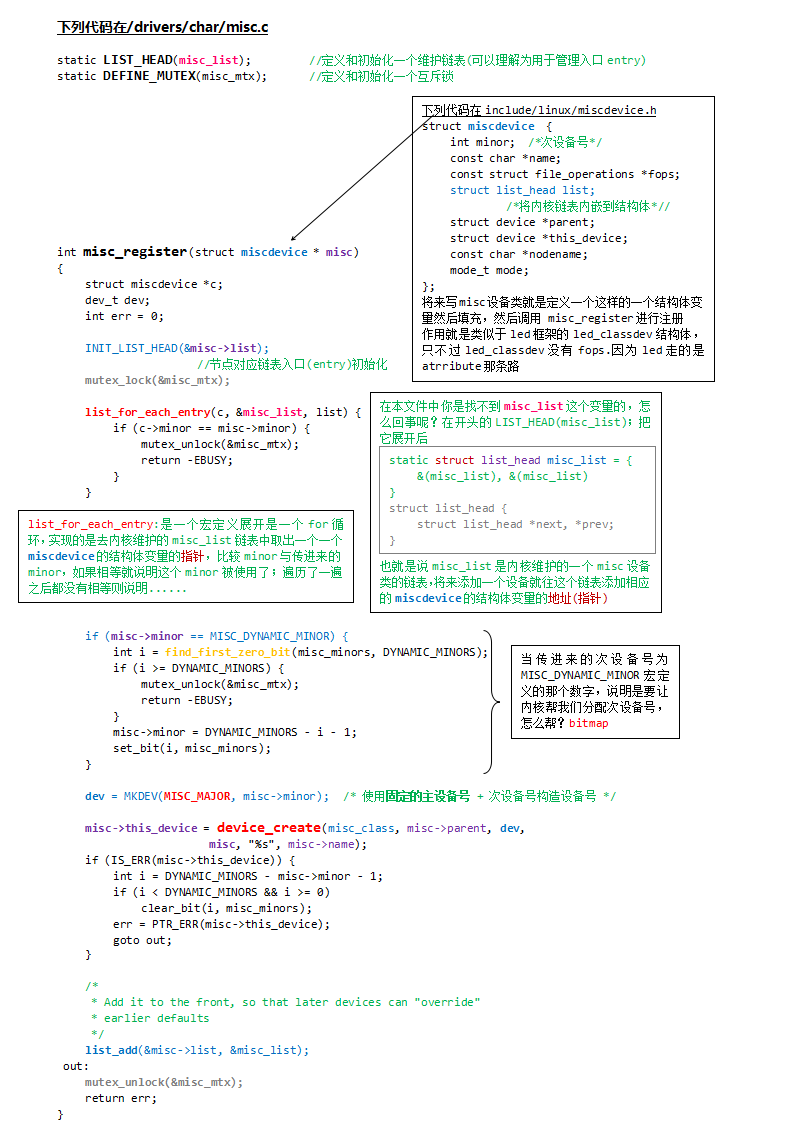 下列代码在/drivers/char/misc.c
static LIST_HEAD(misc_list); //定义和初始化一个维护链表(可以理解为用于管理入口 entry)
static DEFINE_MUTEX(misc_mtx); //定义和初始化一个互斥锁
下列代码在 include/linux/miscdevice.h
struct miscdevice {
int minor; /*次设备号*/
const char *name;
const struct file_operations *fops;
struct list_head list;
/*将内核链表内嵌到结构体*//
struct device *parent;
struct device *this_device;
const char *nodename;
mode_t mode;
};
将来写misc设备类就是定义一个这样的一个结构体变
量然后填充，然后调用 misc_register进行注册
作用就是类似于 led框架的 led_classdev结构体，
只不过 led_classdev没有 fops.因为 led走的是
atrribute那条路
int misc_register(struct miscdevice * misc)
{
struct miscdevice *c;
dev_t dev;
int err = 0;
INIT_LIST_HEAD(&misc->list);
//节点对应链表入口(entry)初始化
mutex_lock(&misc_mtx);
list_for_each_entry(c, &misc_list, list) {
if (c->minor == misc->minor) {
mutex_unlock(&misc_mtx);
return -EBUSY;
}
}
在本文件中你是找不到misc_list这个变量的，怎
么回事呢？在开头的LIST_HEAD(misc_list)；把
它展开后
static struct list_head misc_list = {
&(misc_list), &(misc_list)
}
struct list_head {
struct list_head *next, *prev;
}
也就是说 misc_list是内核维护的一个 misc设备
类的链表,将来添加一个设备就往这个链表添加相应
的miscdevice的结构体变量的地址(指针)
list_for_each_entry:是一个宏定义展开是一个 for循
环，实现的是去内核维护的misc_list链表中取出一个一个
miscdevice的结构体变量的指针，比较 minor与传进来的
minor，如果相等就说明这个 minor 被使用了；遍历了一遍
之后都没有相等则说明......
if (misc->minor == MISC_DYNAMIC_MINOR) {
int i = find_first_zero_bit(misc_minors, DYNAMIC_MINORS);
if (i >= DYNAMIC_MINORS) {
mutex_unlock(&misc_mtx);
return -EBUSY;
}
misc->minor = DYNAMIC_MINORS - i - 1;
set_bit(i, misc_minors);
}
当传进来的次设备号为
MISC_DYNAMIC_MINOR 宏定
义的那个数字，说明是要让
内核帮我们分配次设备号，
怎么帮？bitmap
dev = MKDEV(MISC_MAJOR, misc->minor); /* 使用固定的主设备号 + 次设备号构造设备号 */
misc->this_device = device_create(misc_class, misc->parent, dev,
misc, "%s", misc->name);
if (IS_ERR(misc->this_device)) {
int i = DYNAMIC_MINORS - misc->minor - 1;
if (i < DYNAMIC_MINORS && i >= 0)
clear_bit(i, misc_minors);
err = PTR_ERR(misc->this_device);
goto out;
}
/*
* Add it to the front, so that later devices can "override"
* earlier defaults
*/
list_add(&misc->list, &misc_list);
out:
mutex_unlock(&misc_mtx);
return err;
}